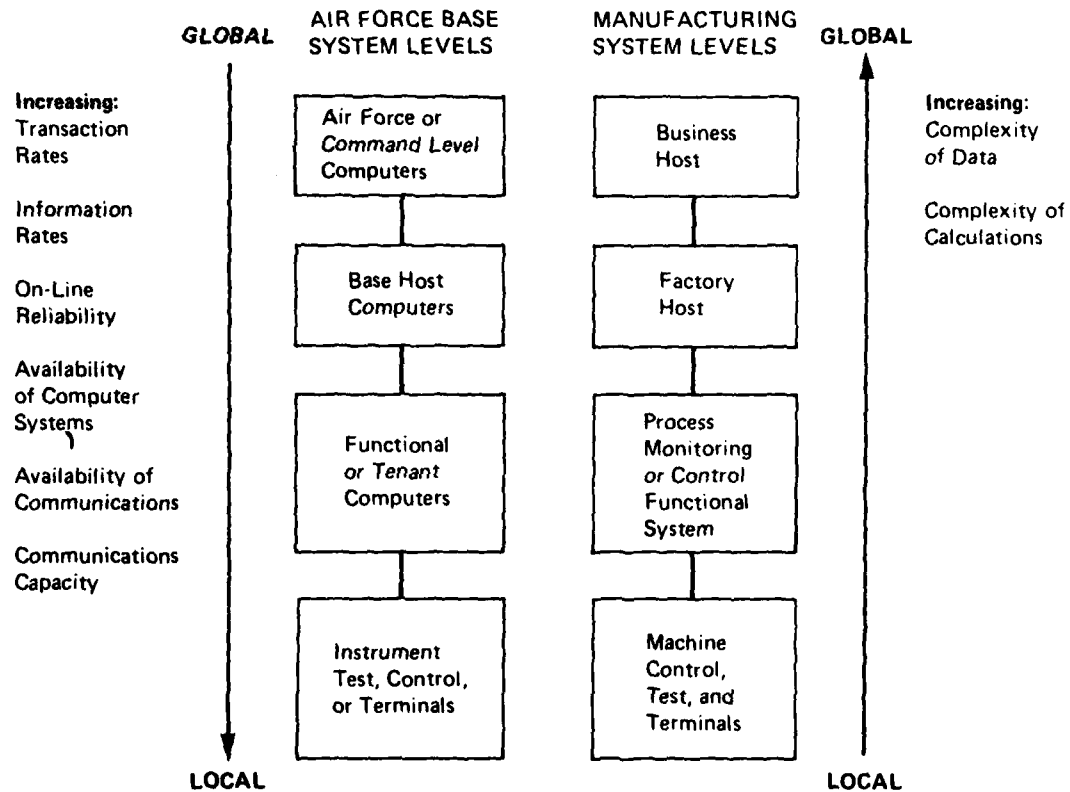 GLOBAL
AIR FORCE BASE
SYSTEM LEVELS
MANUFACTURING
SYSTEM LEVELS
GLOBAL
Increasing:
Transaction
Rates
Information
Rates
On-Line
Reliability
Availability
of Computer
Systems
Availability of
Communications
Communications
Capacity
Air Force or
Command Level
Computers
Base Host
Computers
Functional
or Tenant
Computers
Instrument
Test, Control,
or Terminals
Business
Host
Factory
Host
Process
Monitoring
or Control
Functional
System
Machine
Control,
Test, and
Terminals
Increasing:
Complexity
of Data
Complexity of
Calculations
LOCAL
LOCAL